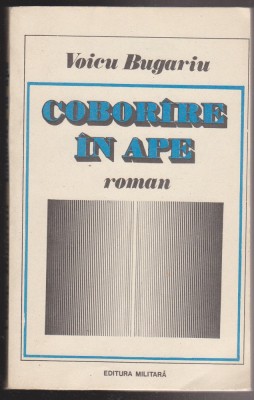 Voicu Bugariu
COBORÎRE
ÎN APE
roman
EDITURA MILITARĂ